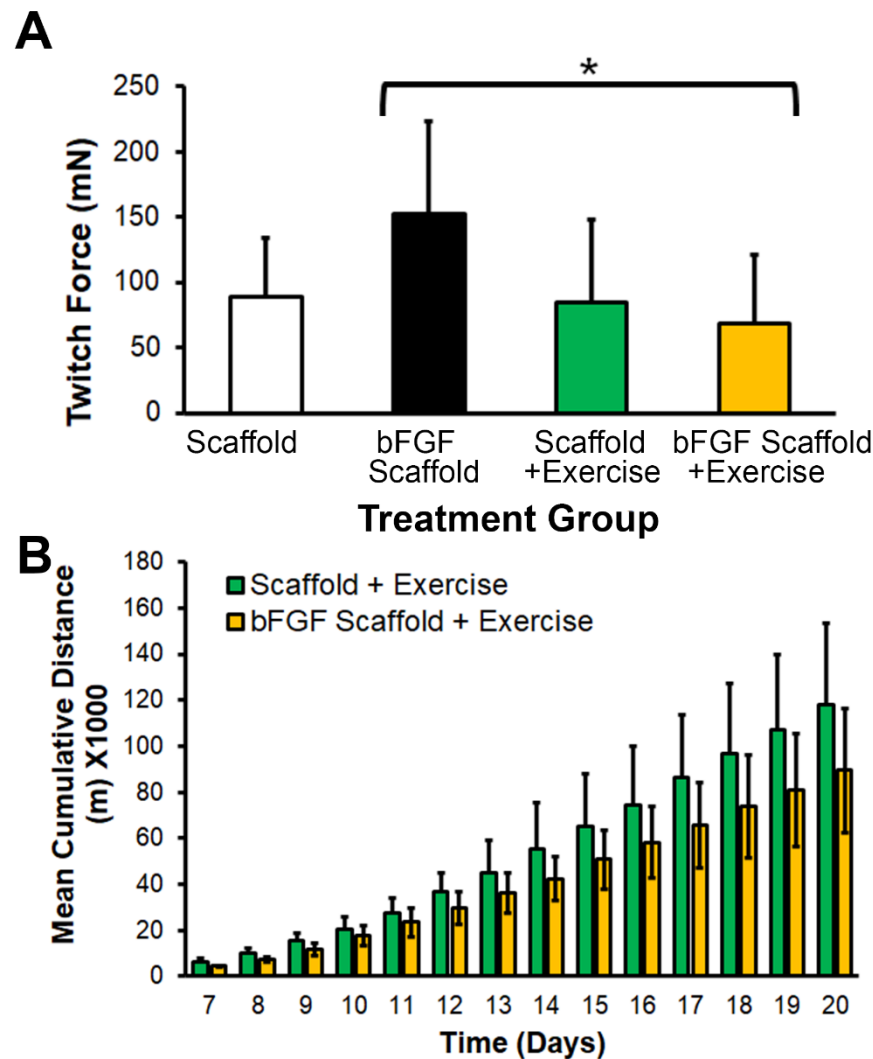 A
*
250
200
150
100
50
0
Twitch Force (mN)
Scaffold
bFGF
Scaffold
Scaffold
+Exercise
bFGF Scaffold
+Exercise
Treatment Group
B
180
160
140
120
100
80
60
40
20
0
Mean Cumulative Distance
(m) X1000
Scaffold + Exercise
bFGF Scaffold + Exercise
7 8 9 10 11 12 13 14 15 16 17 18 19 20
Time (Days)